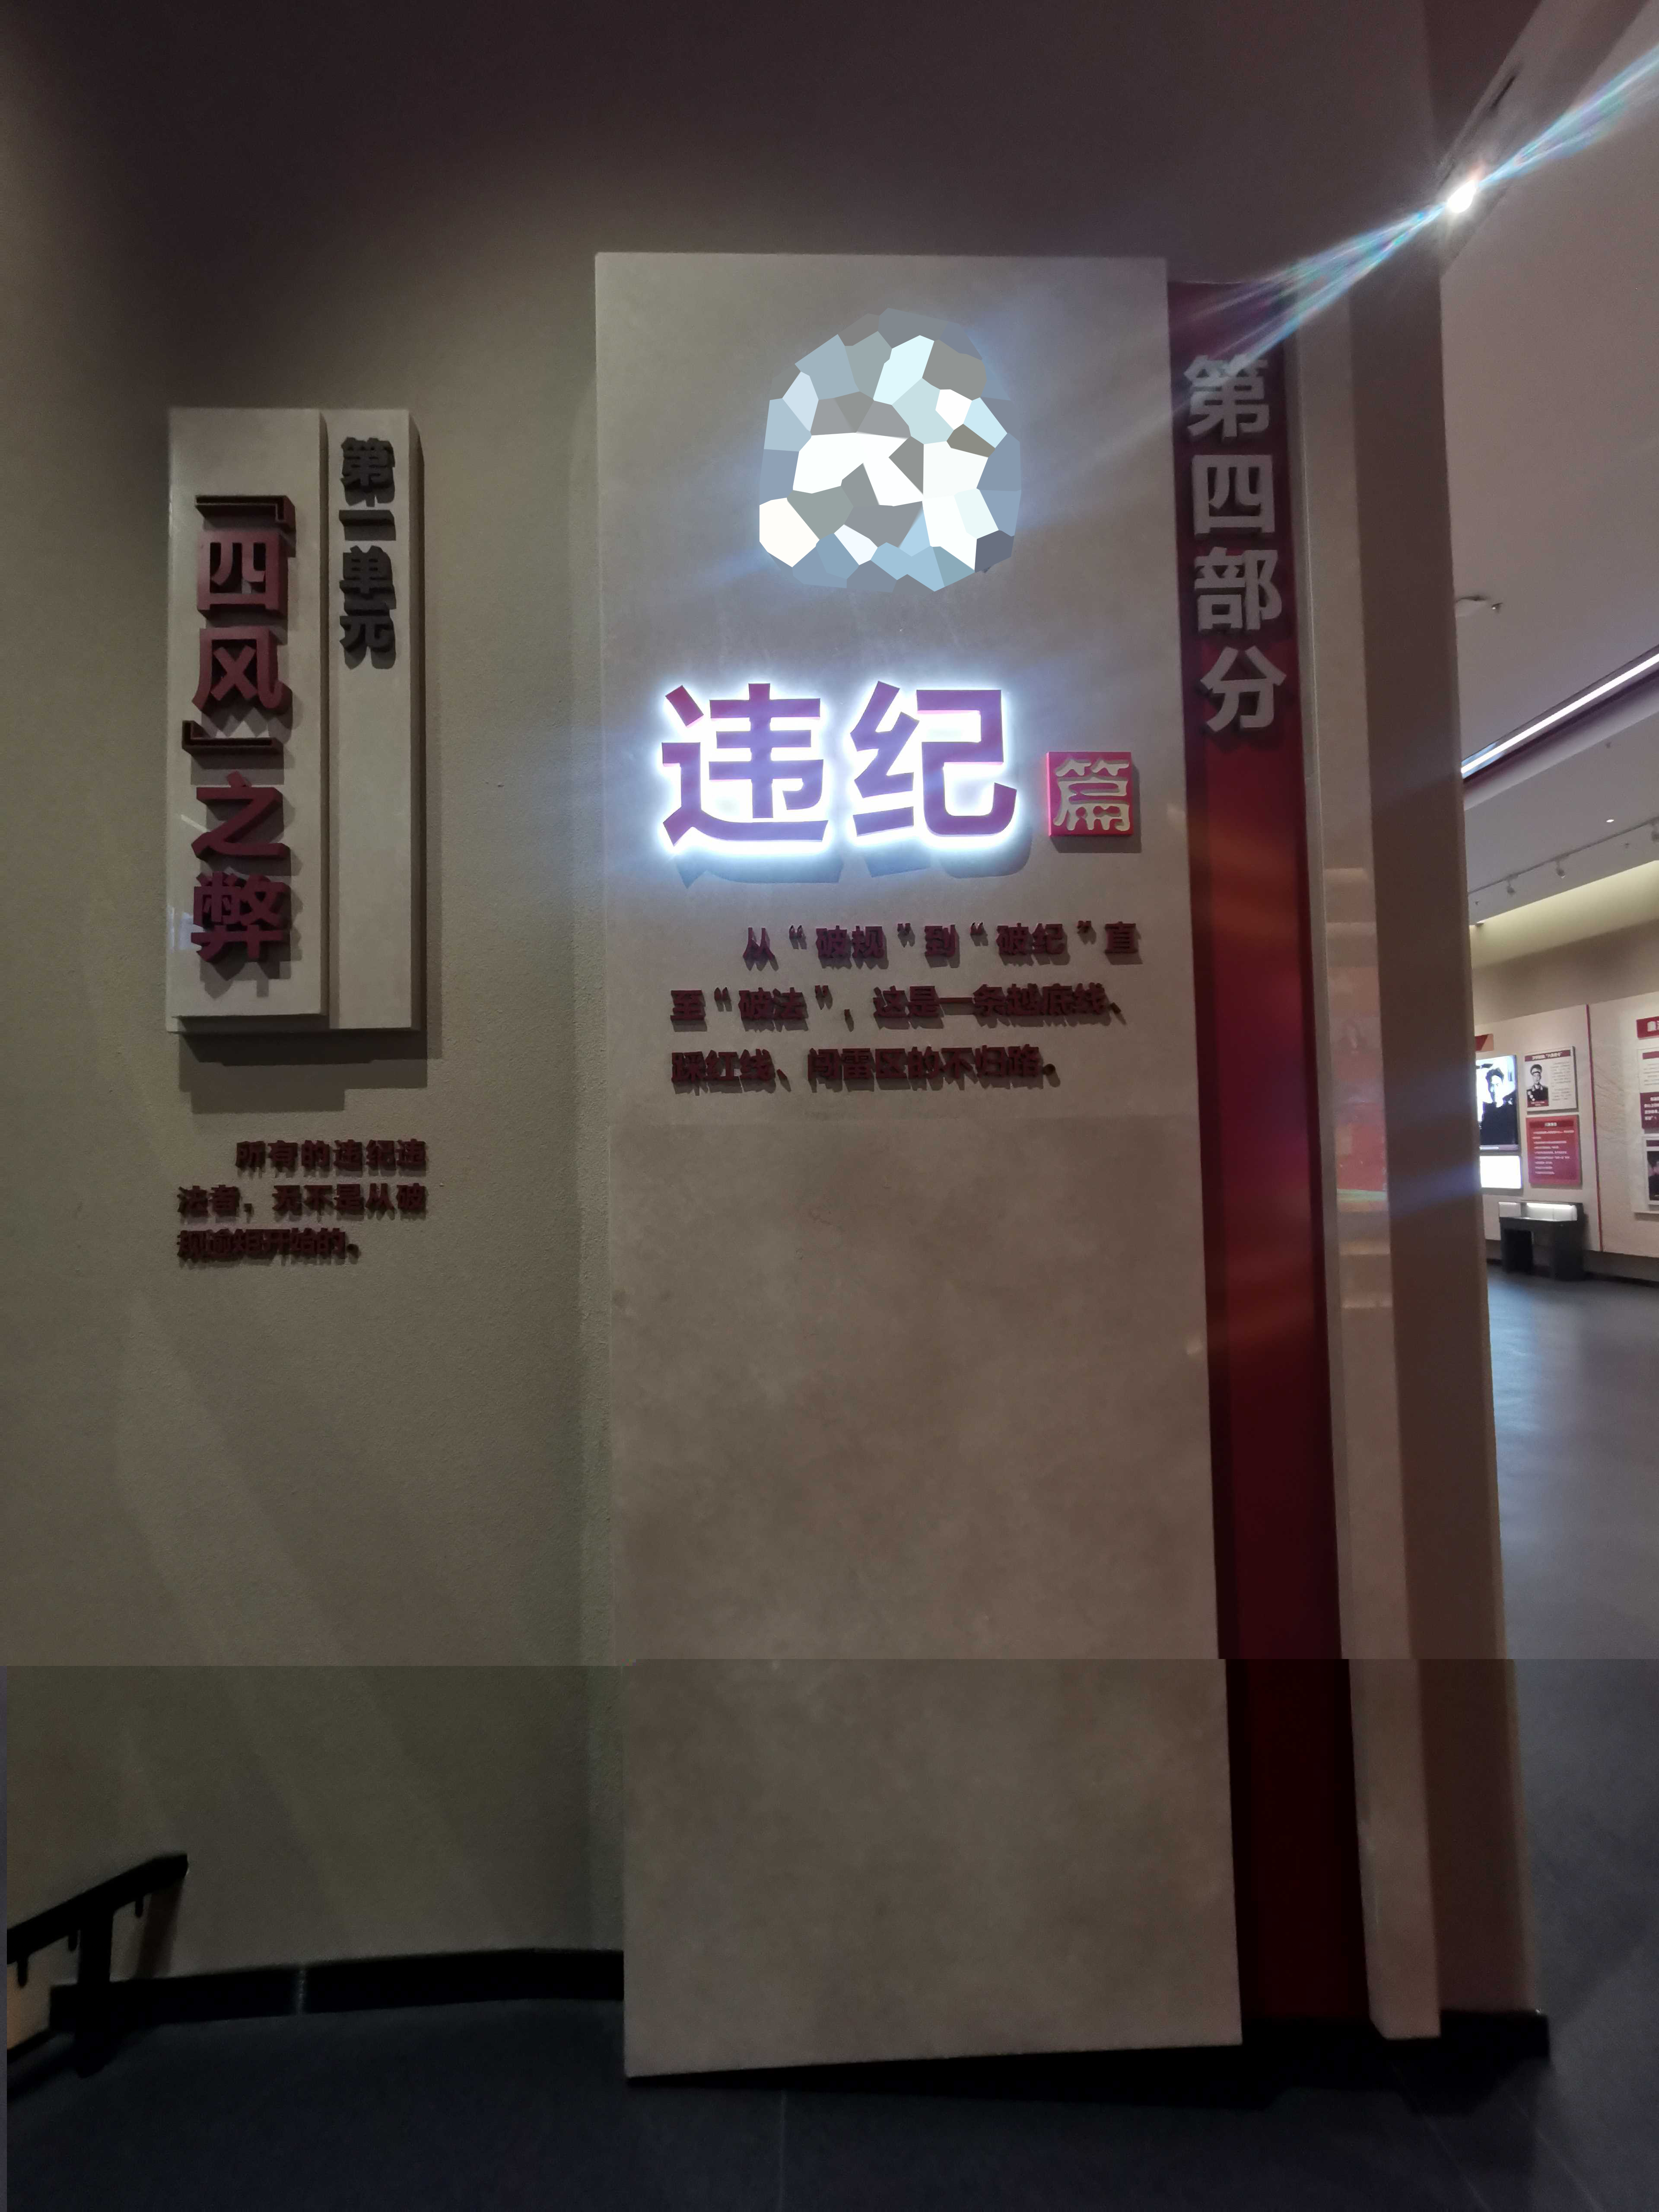 第四部分
违纪篇
从“破规”到“破纪”直
至“破法”，这是一条越底线、
踩红线、闯雷区的不归路。
第一单元
『四风』之弊
所有的违纪违
法者，无不是从破
规逾矩开始的。